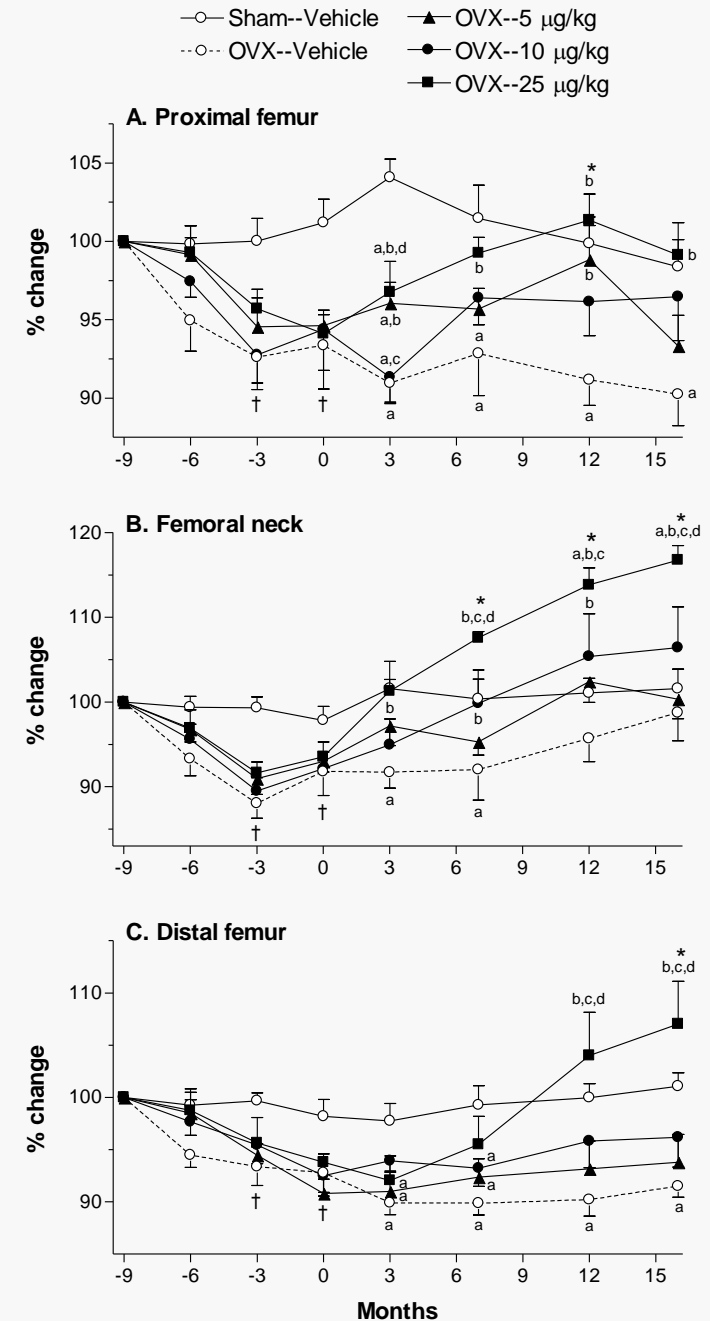 Sham--Vehicle OVX--5 µg/kg
OVX--Vehicle OVX--10 µg/kg
OVX--25 µg/kg
A. Proximal femur
% change
105
100
95
90
*
b
a,b,d
b
b
b
a,b
a
a,c
a
† † a a a
-9 -6 -3 0 3 6 9 12 15
B. Femoral neck
% change
120
110
100
90
*
a,b,c,d
*
a,b,c
*
b,c,d
b
b
b
a
a
† †
-9 -6 -3 0 3 6 9 12 15
C. Distal femur
% change
110
100
90
*
b,c,d
b,c,d
a
a
a
a
a
† † a a a
-9 -6 -3 0 3 6 9 12 15
Months